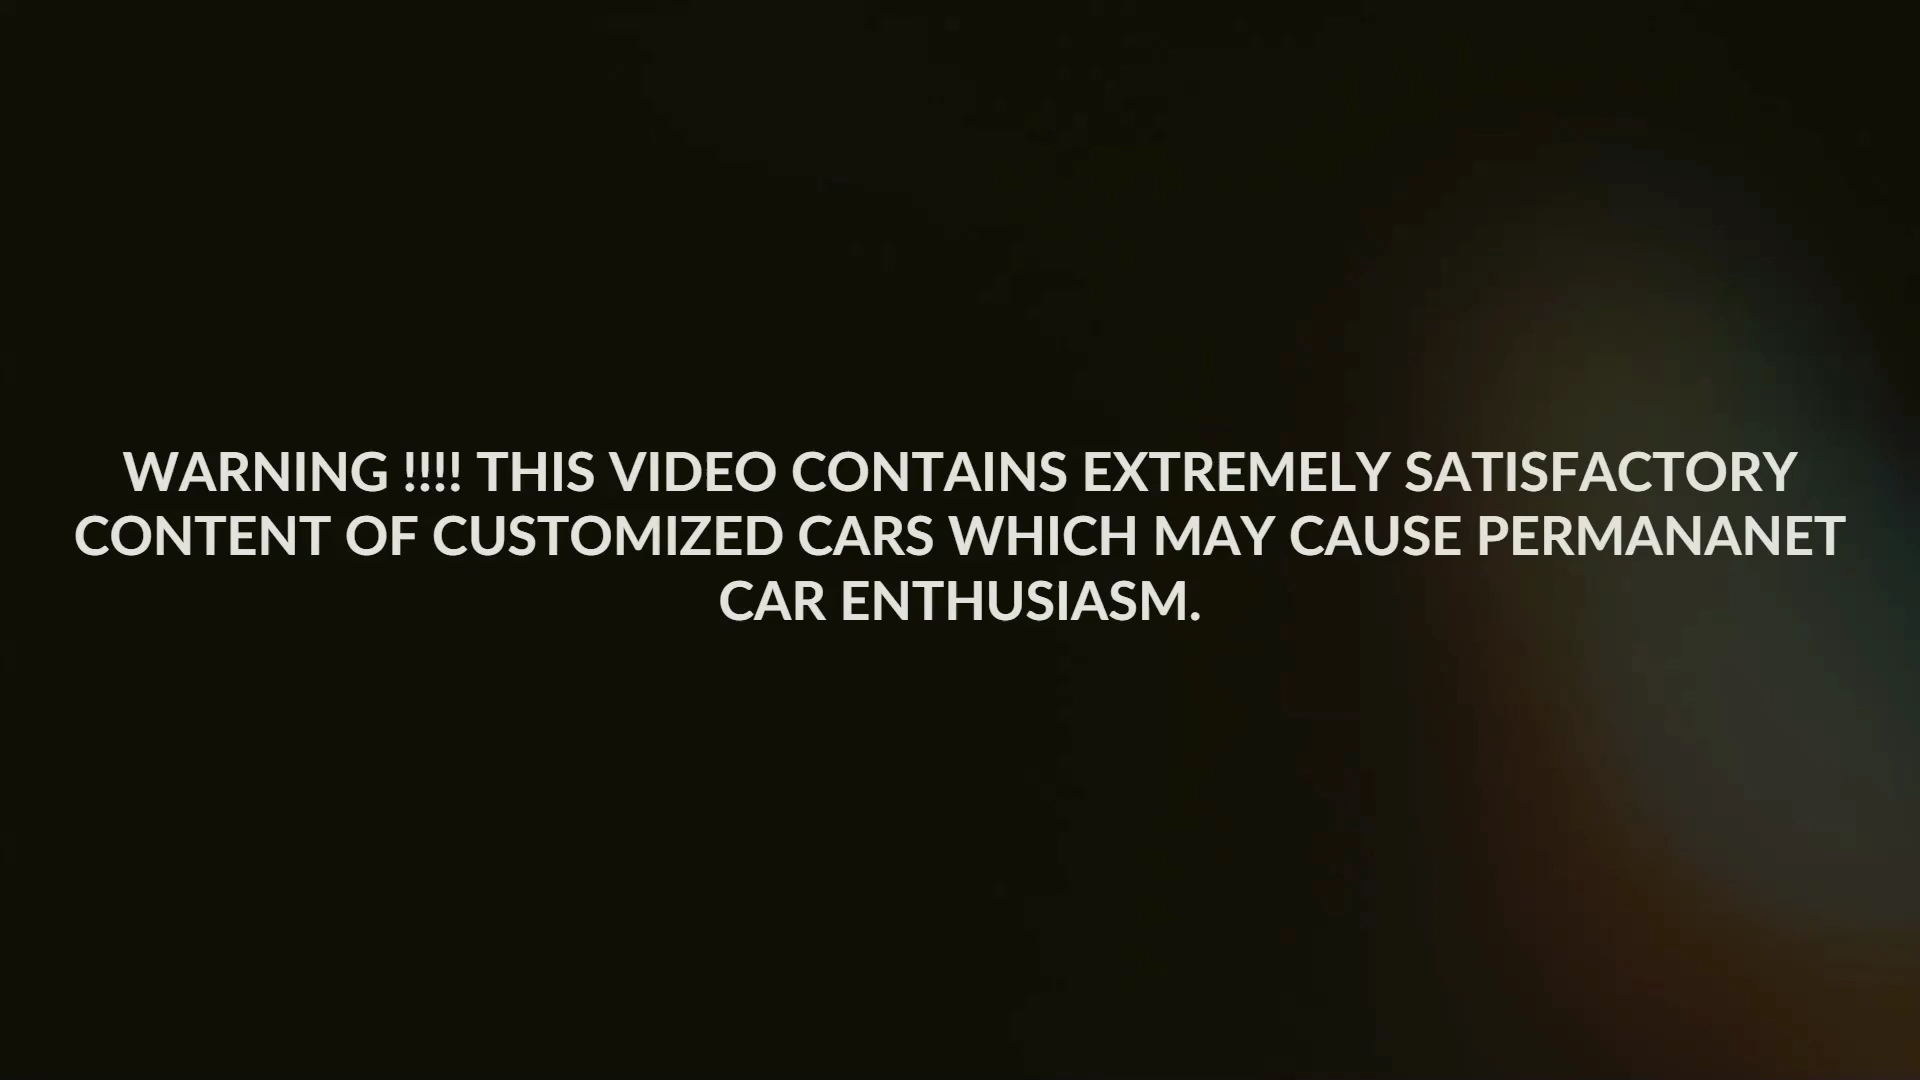 WARNING !!!! THIS VIDEO CONTAINS EXTREMELY SATISFACTORY
CONTENT OF CUSTOMIZED CARS WHICH MAY CAUSE PERMANANET
CAR ENTHUSIASM.